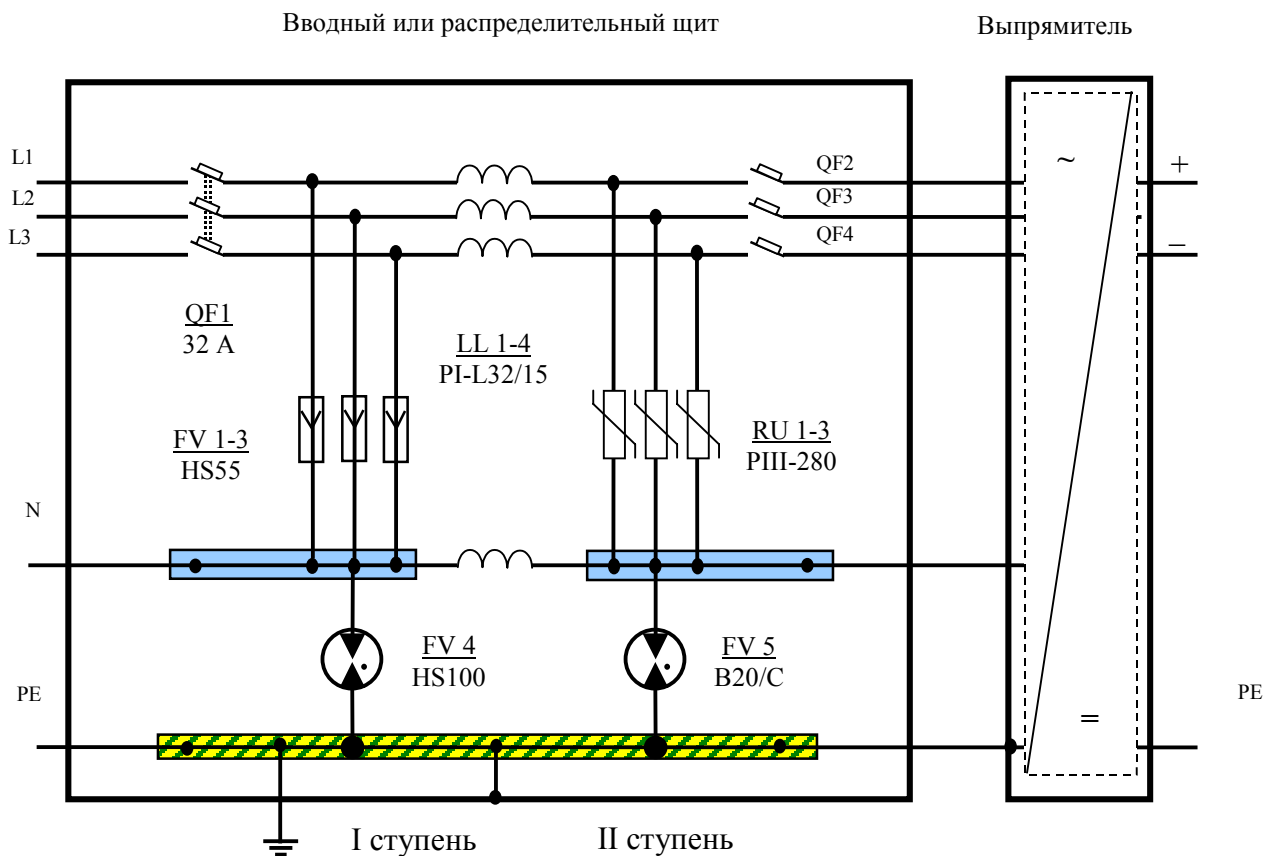 Вводный или распределительный щит
Выпрямитель
L1
QF2
~
+
L2
QF3
L3
QF4
–
QF1
32 А
LL 1-4
PI-L32/15
FV 1-3
HS55
RU 1-3
PIII-280
N
FV 4
HS100
FV 5
B20/C
PE
PE
=
I ступень
II ступень